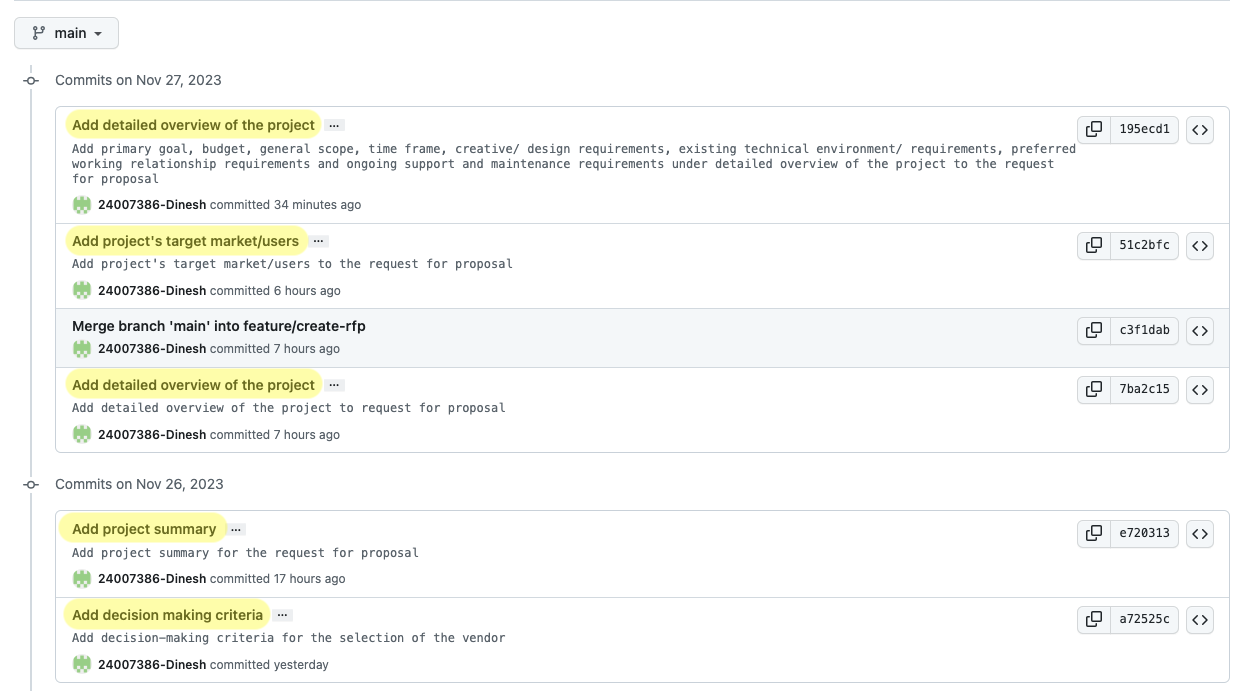 main
Commits on Nov 27, 2023
Add detailed overview of the project ...
195ecd1
Add primary goal, budget, general scope, time frame, creative/ design requirements, existing technical environment/ requirements, preferred
working relationship requirements and ongoing support and maintenance requirements under detailed overview of the project to the request
for proposal
24007386-Dinesh committed 34 minutes ago
Add project's target market/users ...
51c2bfc
Add project's target market/users to the request for proposal
24007386-Dinesh committed 6 hours ago
Merge branch 'main' into feature/create-rfp
c3f1dab
24007386-Dinesh committed 7 hours ago
Add detailed overview of the project ...
7ba2c15
Add detailed overview of the project to request for proposal
24007386-Dinesh committed 7 hours ago
Commits on Nov 26, 2023
Add project summary ...
e720313
Add project summary for the request for proposal
24007386-Dinesh committed 17 hours ago
Add decision making criteria ...
a72525c
Add decision-making criteria for the selection of the vendor
24007386-Dinesh committed yesterday